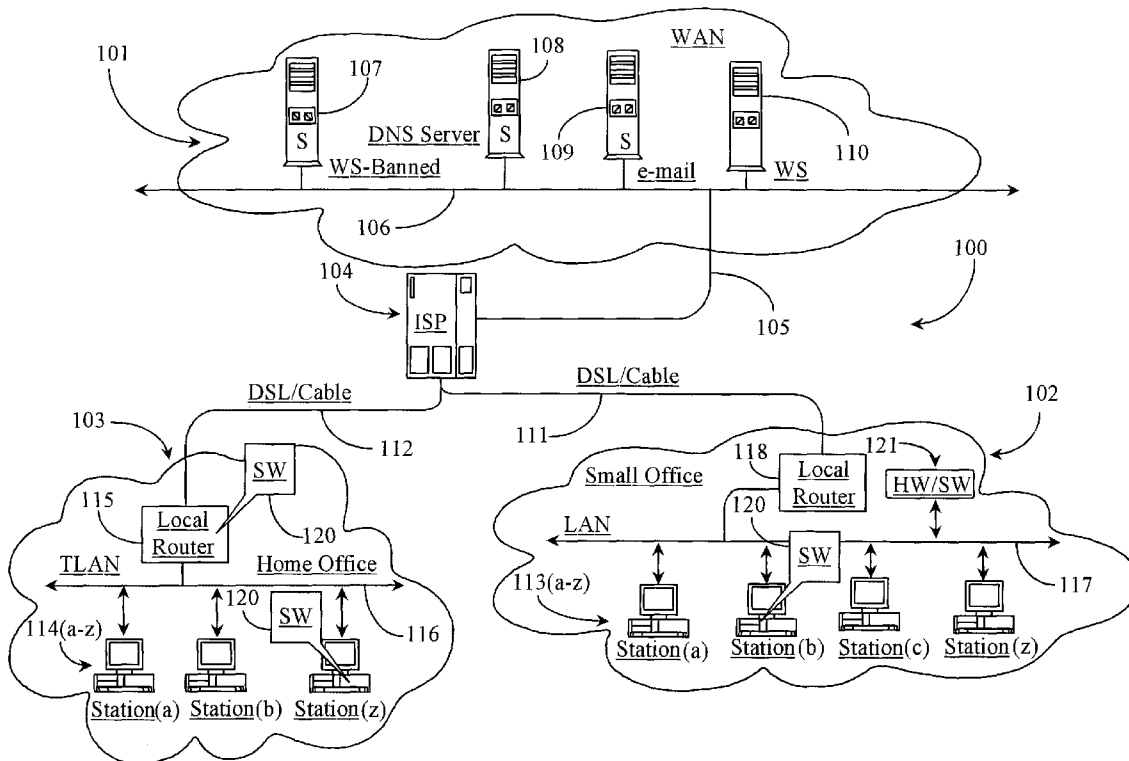 WAN
101
107
108
109
110
S
S
S
DNS Server
WS-Banned
e-mail
WS
106
100
104
ISP
105
DSL/Cable
DSL/Cable
103
112
111
102
SW
118
121
Small Office
Local
Router
HW/SW
115
Local
Router
120
120
LAN
SW
TLAN
Home Office
117
120
SW
116
114(a-z)
113(a-z)
Station(a)
Station(b)
Station(c)
Station(z)
Station(a)
Station(b)
Station(z)